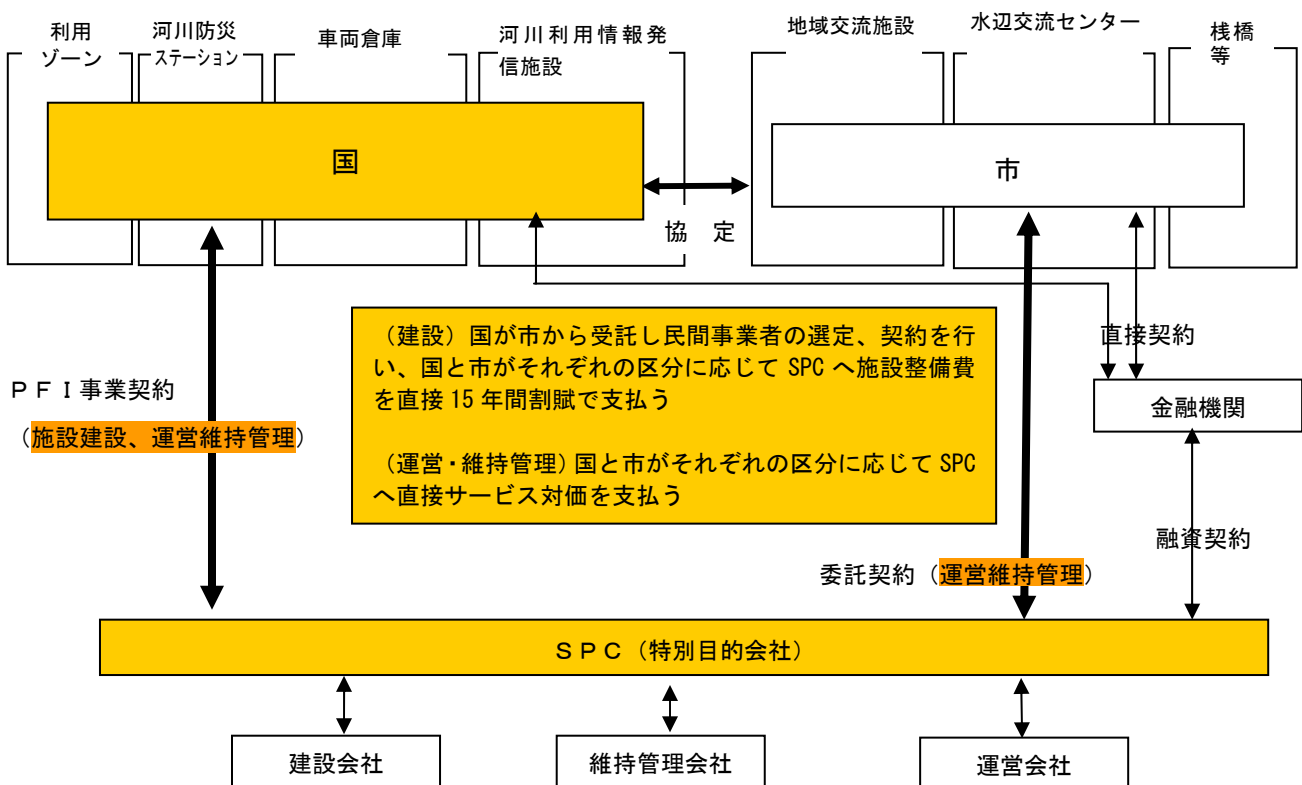 利用
ゾーン
河川防災
ステーション
車両倉庫
河川利用情報発
信施設
地域交流施設
水辺交流センター
桟橋
等
国
市
協　定
（建設）国が市から受託し民間事業者の選定、契約を行
い、国と市がそれぞれの区分に応じて SPC へ施設整備費
を直接 15 年間割賦で支払う
（運営・維持管理）国と市がそれぞれの区分に応じて SPC
へ直接サービス対価を支払う
直接契約
ＰＦＩ事業契約
（施設建設、運営維持管理）
金融機関
融資契約
委託契約（運営維持管理）
ＳＰＣ（特別目的会社）
建設会社
維持管理会社
運営会社